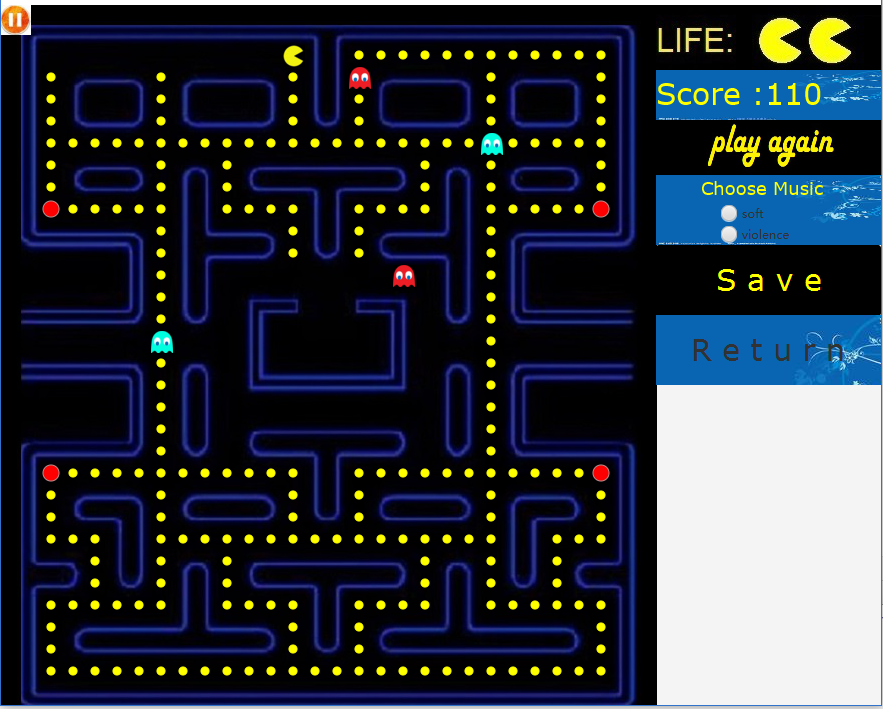 LIFE:
Score :110
play again
Choose Music
soft
violence
Save
Return